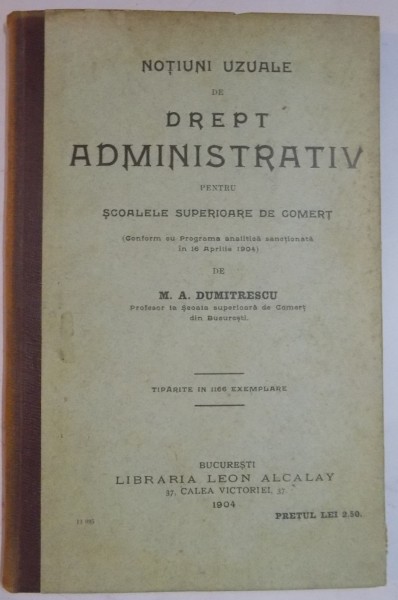 NOȚIUNI UZUALE
DE
DREPT
ADMINISTRATIV
PENTRU
ȘCOALELE SUPERIOARE DE COMERȚ
(Conform cu Programa analitică sancționată
în 16 Aprilie 1904)
DE
M. A. DUMITRESCU
Profesor la Școala superioară de Comerț
din București.
TIPĂRITE IN 1166 EXEMPLARE
BUCUREȘTI
LIBRARIA LEON ALCALAY
37, CALEA VICTORIEI, 37
1904
PREȚUL LEI 2.50.